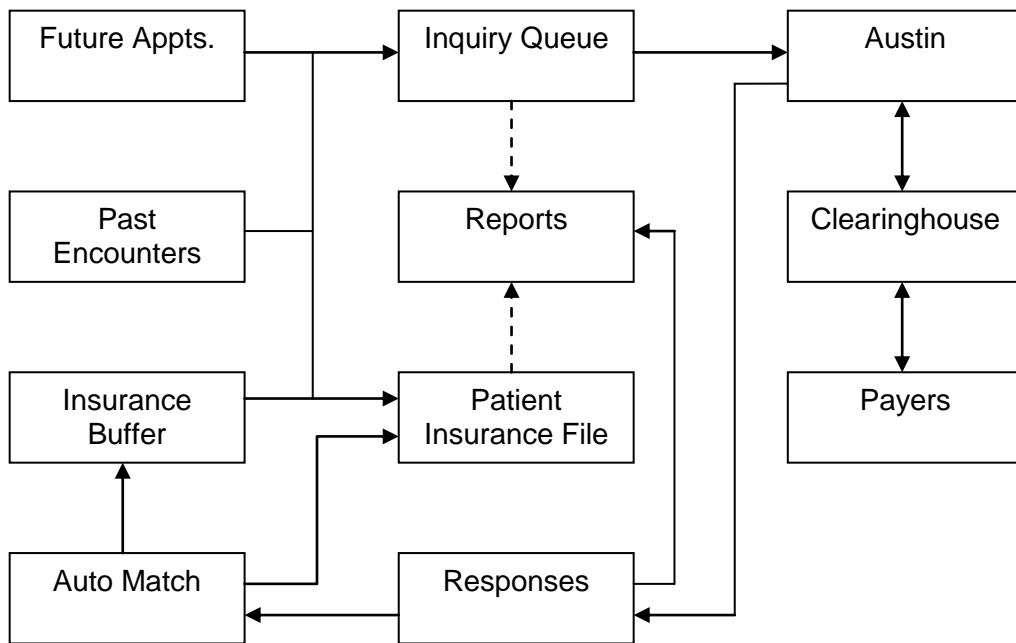 Future Appts.
Inquiry Queue
Austin
Past
Encounters
Reports
Clearinghouse
Insurance
Buffer
Patient
Insurance File
Payers
Auto Match
Responses